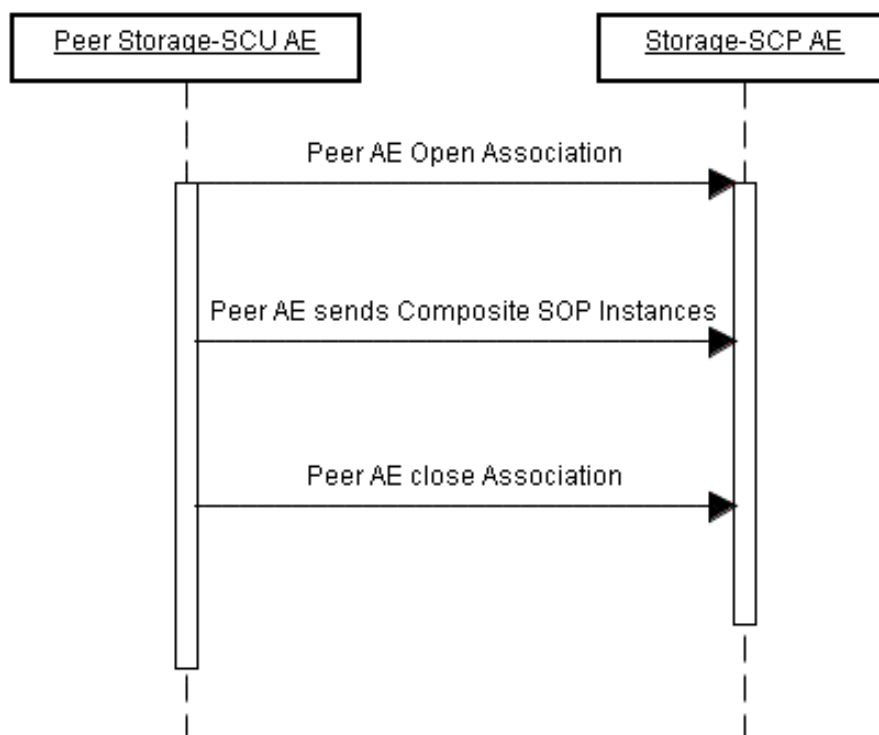 Peer Storage-SCU AE
Storage-SCP AE
Peer AE Open Association
Peer AE sends Composite SOP Instances
Peer AE close Association